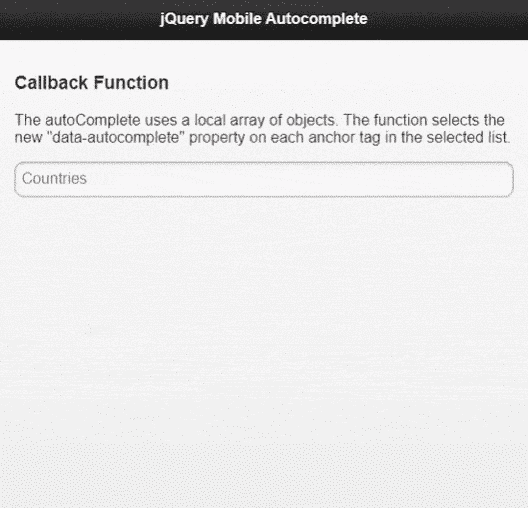 jQuery Mobile Autocomplete
Callback Function
The autoComplete uses a local array of objects. The function selects the
new "data-autocomplete" property on each anchor tag in the selected list.
Countries